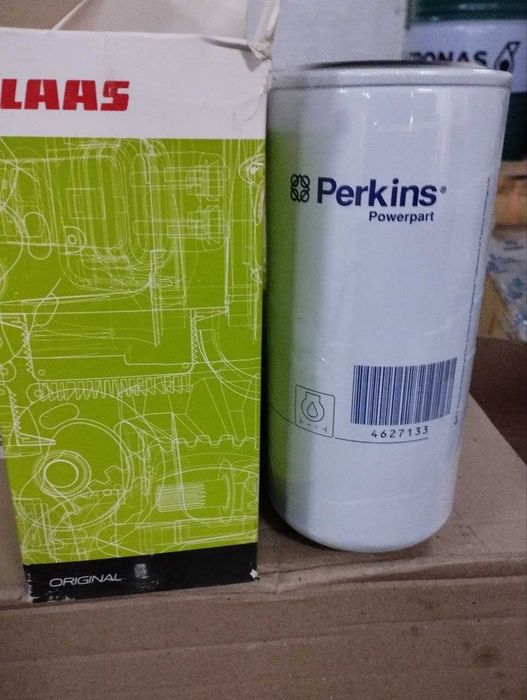 LAAS
ONAS
Perkins®
Powerpart
4627133
ORIGINAL